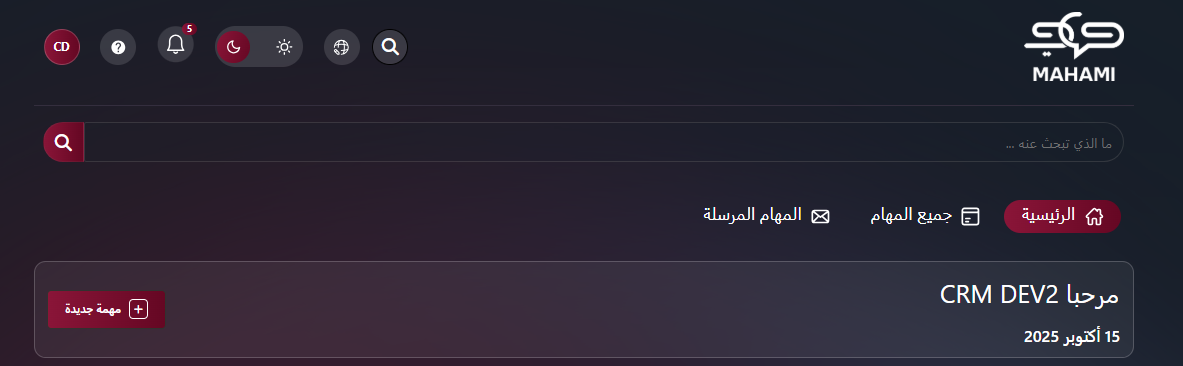 MAHAMI
5
CD
ما الذي تبحث عنه ...
الرئيسية
جميع المهام
المهام المرسلة
مرحبا CRM DEV2
15 أكتوبر 2025
مهمة جديدة